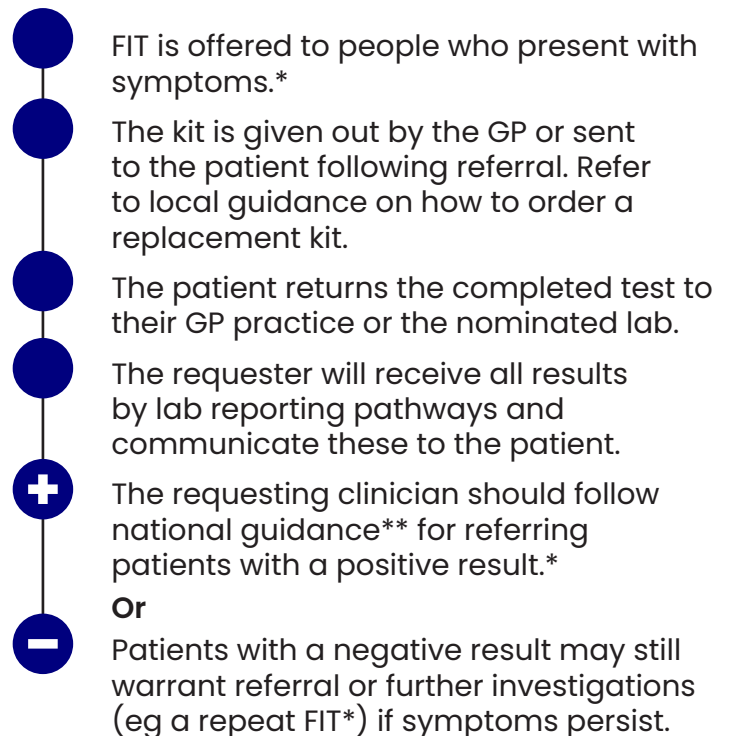 FIT is offered to people who present with
symptoms.*
The kit is given out by the GP or sent
to the patient following referral. Refer
to local guidance on how to order a
replacement kit.
The patient returns the completed test to
their GP practice or the nominated lab.
The requester will receive all results
by lab reporting pathways and
communicate these to the patient.
The requesting clinician should follow
national guidance** for referring
patients with a positive result.*
Or
Patients with a negative result may still
warrant referral or further investigations
(eg a repeat FIT*) if symptoms persist.